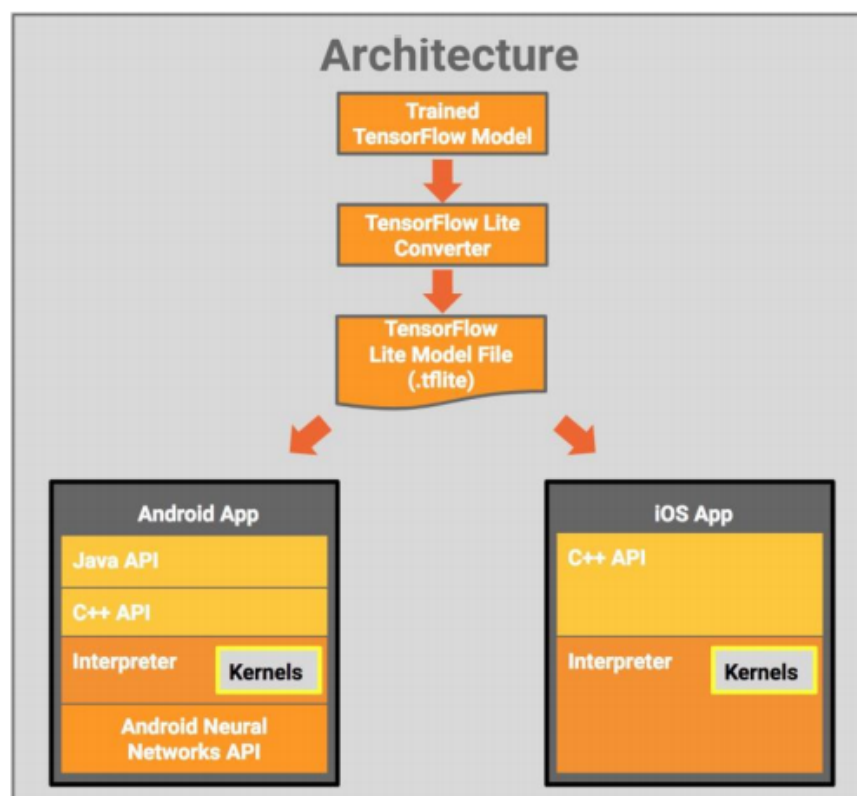 Architecture
Trained
TensorFlow Model
TensorFlow Lite
Converter
TensorFlow
Lite Model File
(.tflite)
Android App
Java API
C++ API
Interpreter
Kernels
Android Neural
Networks API
iOS App
C++ API
Interpreter
Kernels